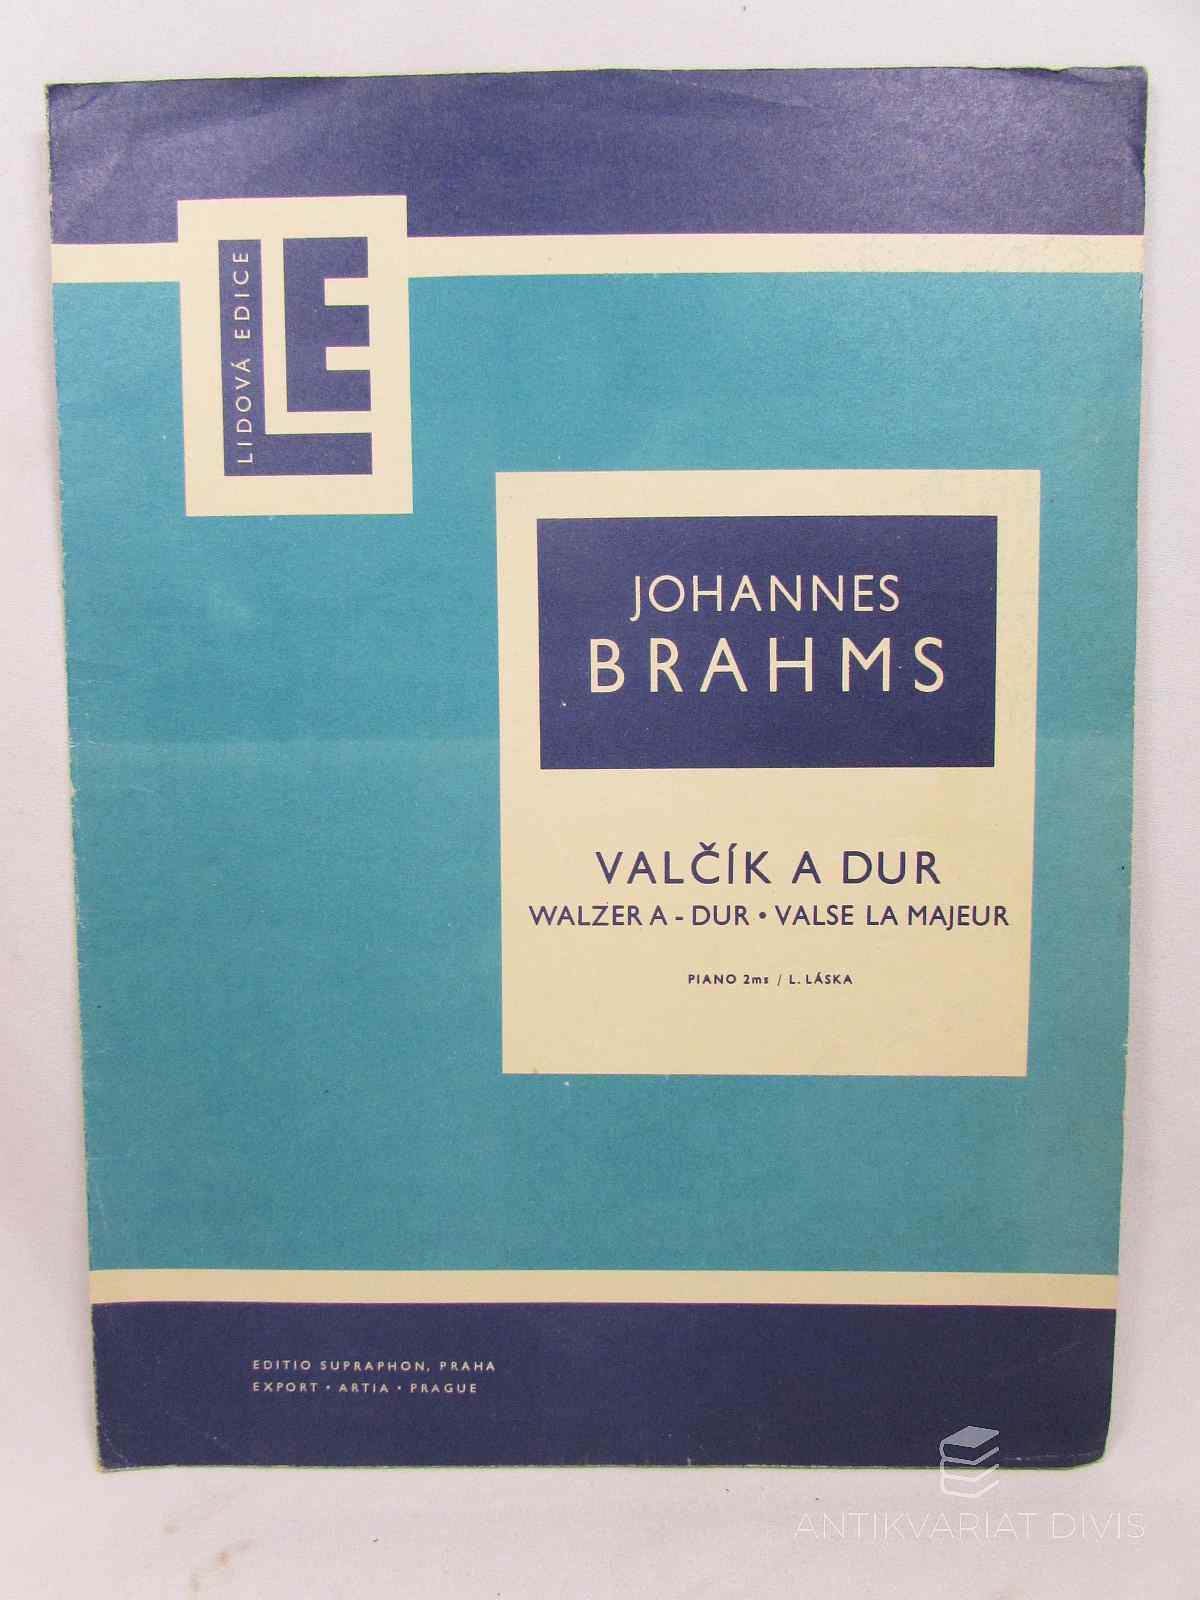 LIDOVÁ EDICE
LE
JOHANNES
BRAHMS
VALČÍK A DUR
WALZER A - DUR • VALSE LA MAJEUR
PIANO 2ms / L. LÁSKA
EDITIO SUPRAPHON, PRAHA
EXPORT • ARTIA • PRAGUE
ANTIKVARIAT DIVIS